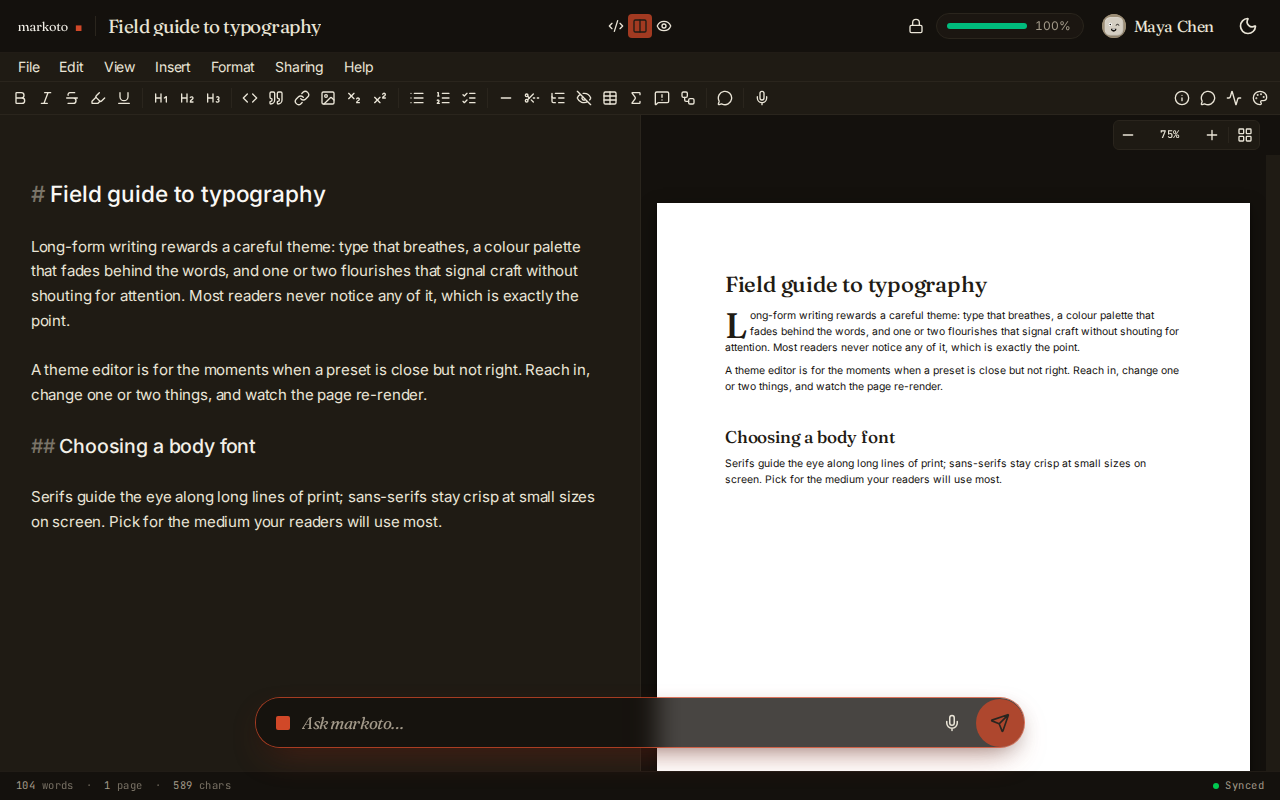 markoto
Field guide to typography
100%
Maya Chen
File Edit View Insert Format Sharing Help
H1 H2 H3
75%
# Field guide to typography
Long-form writing rewards a careful theme: type that breathes, a colour palette
that fades behind the words, and one or two flourishes that signal craft without
shouting for attention. Most readers never notice any of it, which is exactly the
point.
A theme editor is for the moments when a preset is close but not right. Reach in,
change one or two things, and watch the page re-render.
## Choosing a body font
Serifs guide the eye along long lines of print; sans-serifs stay crisp at small sizes
on screen. Pick for the medium your readers will use most.
Field guide to typography
Long-form writing rewards a careful theme: type that breathes, a colour palette that
fades behind the words, and one or two flourishes that signal craft without shouting for
attention. Most readers never notice any of it, which is exactly the point.
A theme editor is for the moments when a preset is close but not right. Reach in, change one
or two things, and watch the page re-render.
Choosing a body font
Serifs guide the eye along long lines of print; sans-serifs stay crisp at small sizes on
screen. Pick for the medium your readers will use most.
Ask markoto...
104 words · 1 page · 589 chars
Synced